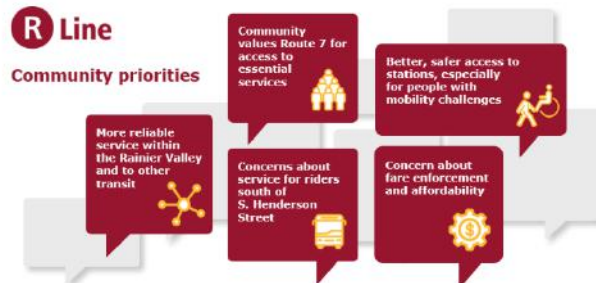 R Line
Community priorities
Community
values Route 7 for
access to
essential
services
Better, safer access to
stations, especially
for people with
mobility challenges
More reliable
service within
the Rainier Valley
and to other
transit
Concerns about
service for riders
south of
S. Henderson
Street
Concern about
fare enforcement
and affordability
$